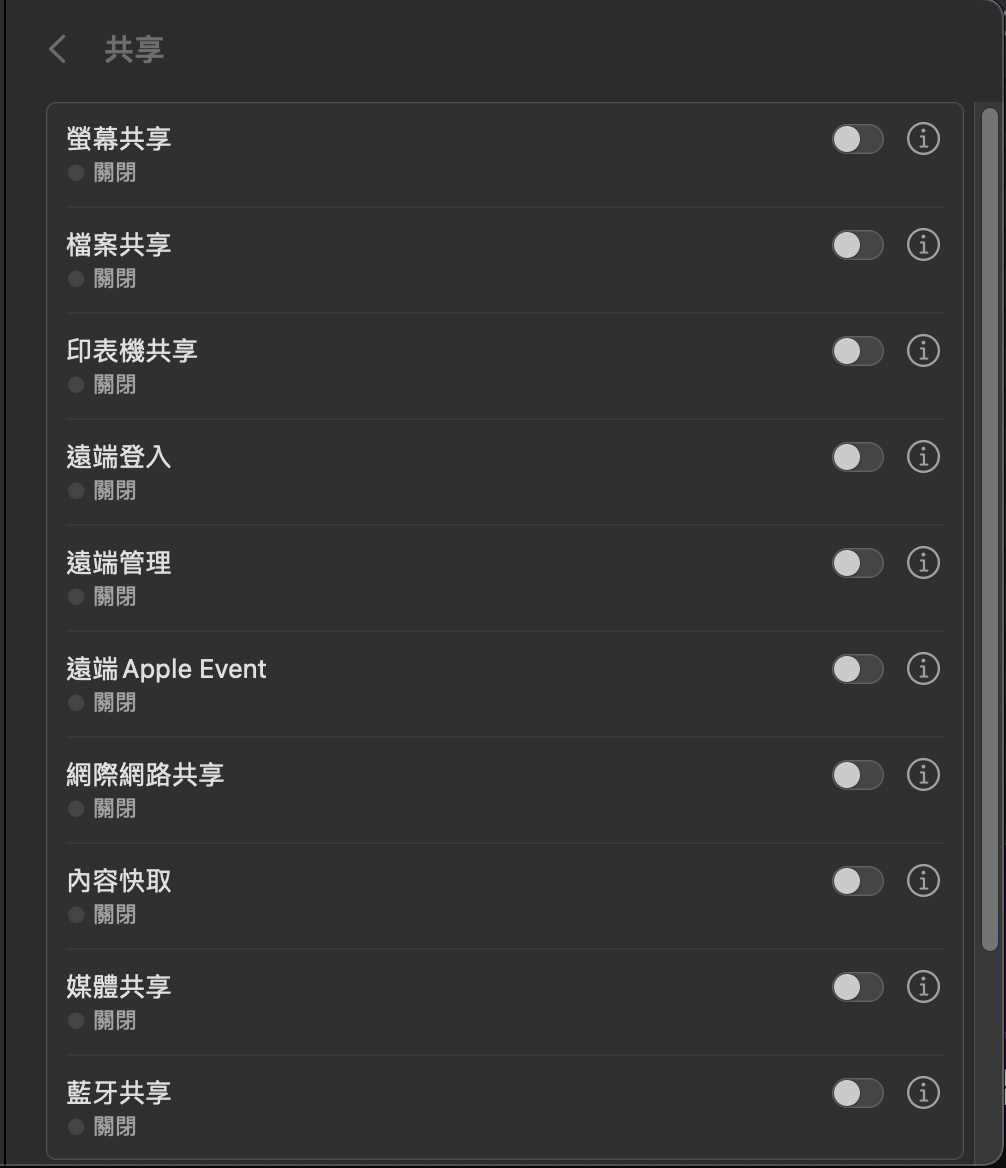 共享
螢幕共享
關閉
檔案共享
關閉
印表機共享
關閉
遠端登入
關閉
遠端管理
關閉
遠端 Apple Event
關閉
網際網路共享
關閉
內容快取
關閉
媒體共享
關閉
藍牙共享
關閉